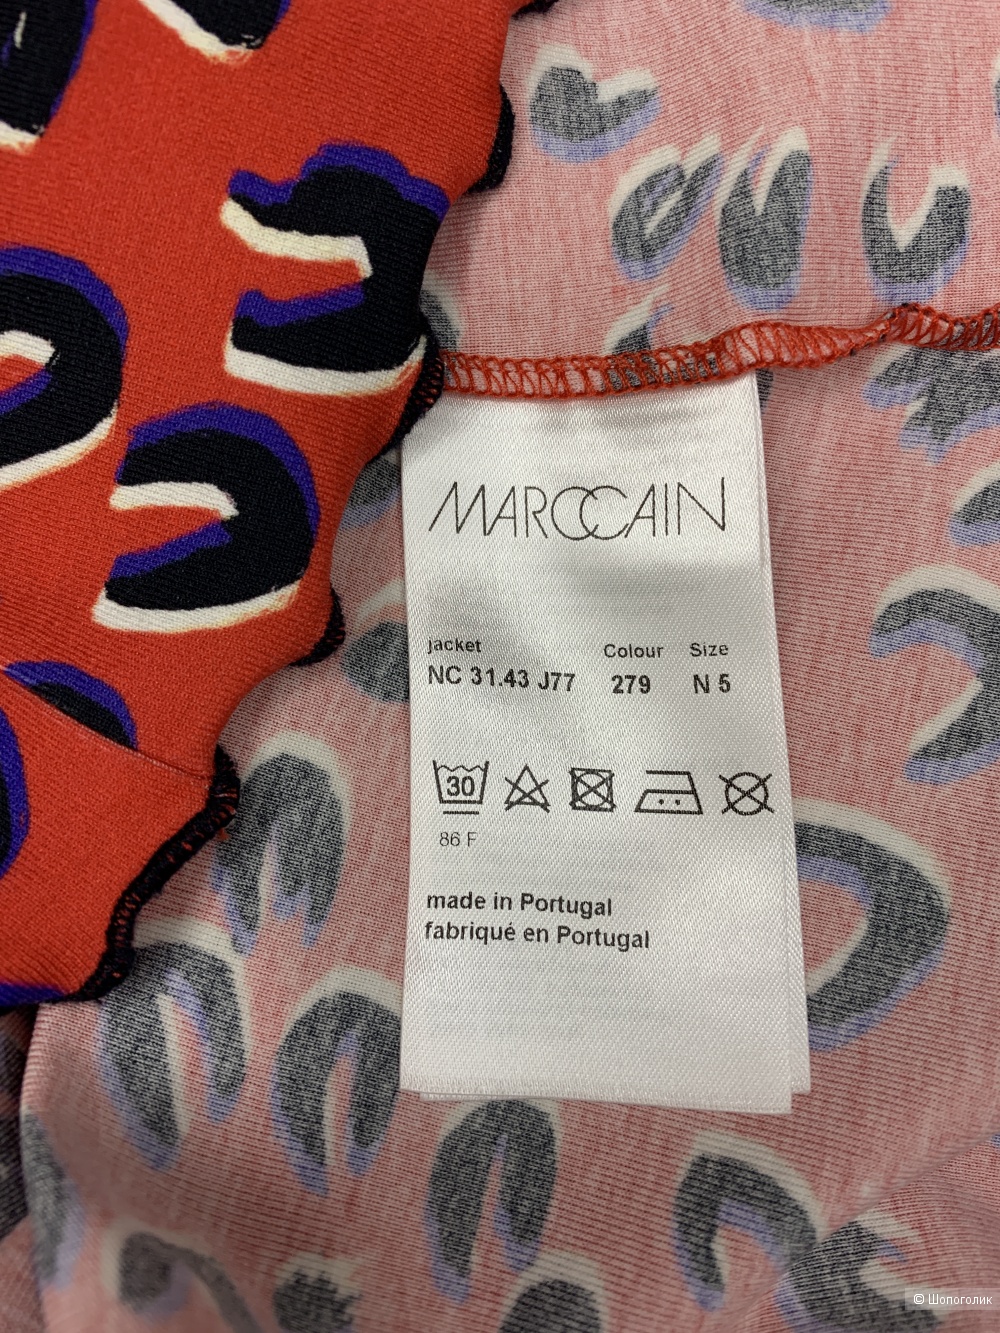 MARCCAIN
jacket Colour Size
NC 31.43 J77 279 N 5
30
86 F
made in Portugal
fabriqué en Portugal
© Шопоголик